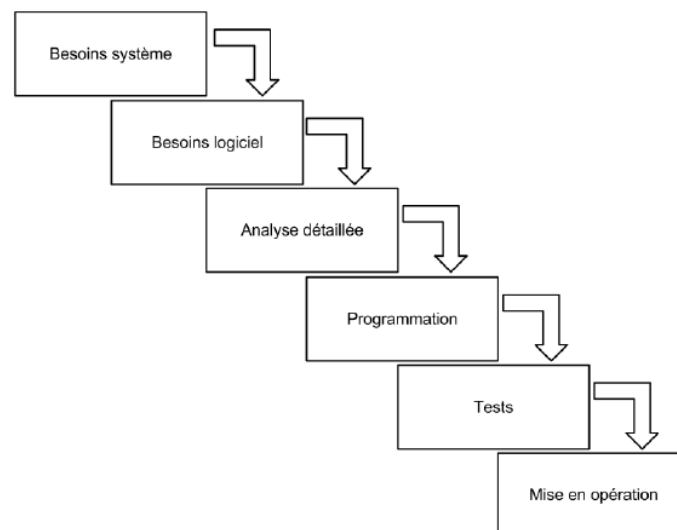 Besoins système
Besoins logiciel
Analyse détaillée
Programmation
Tests
Mise en opération